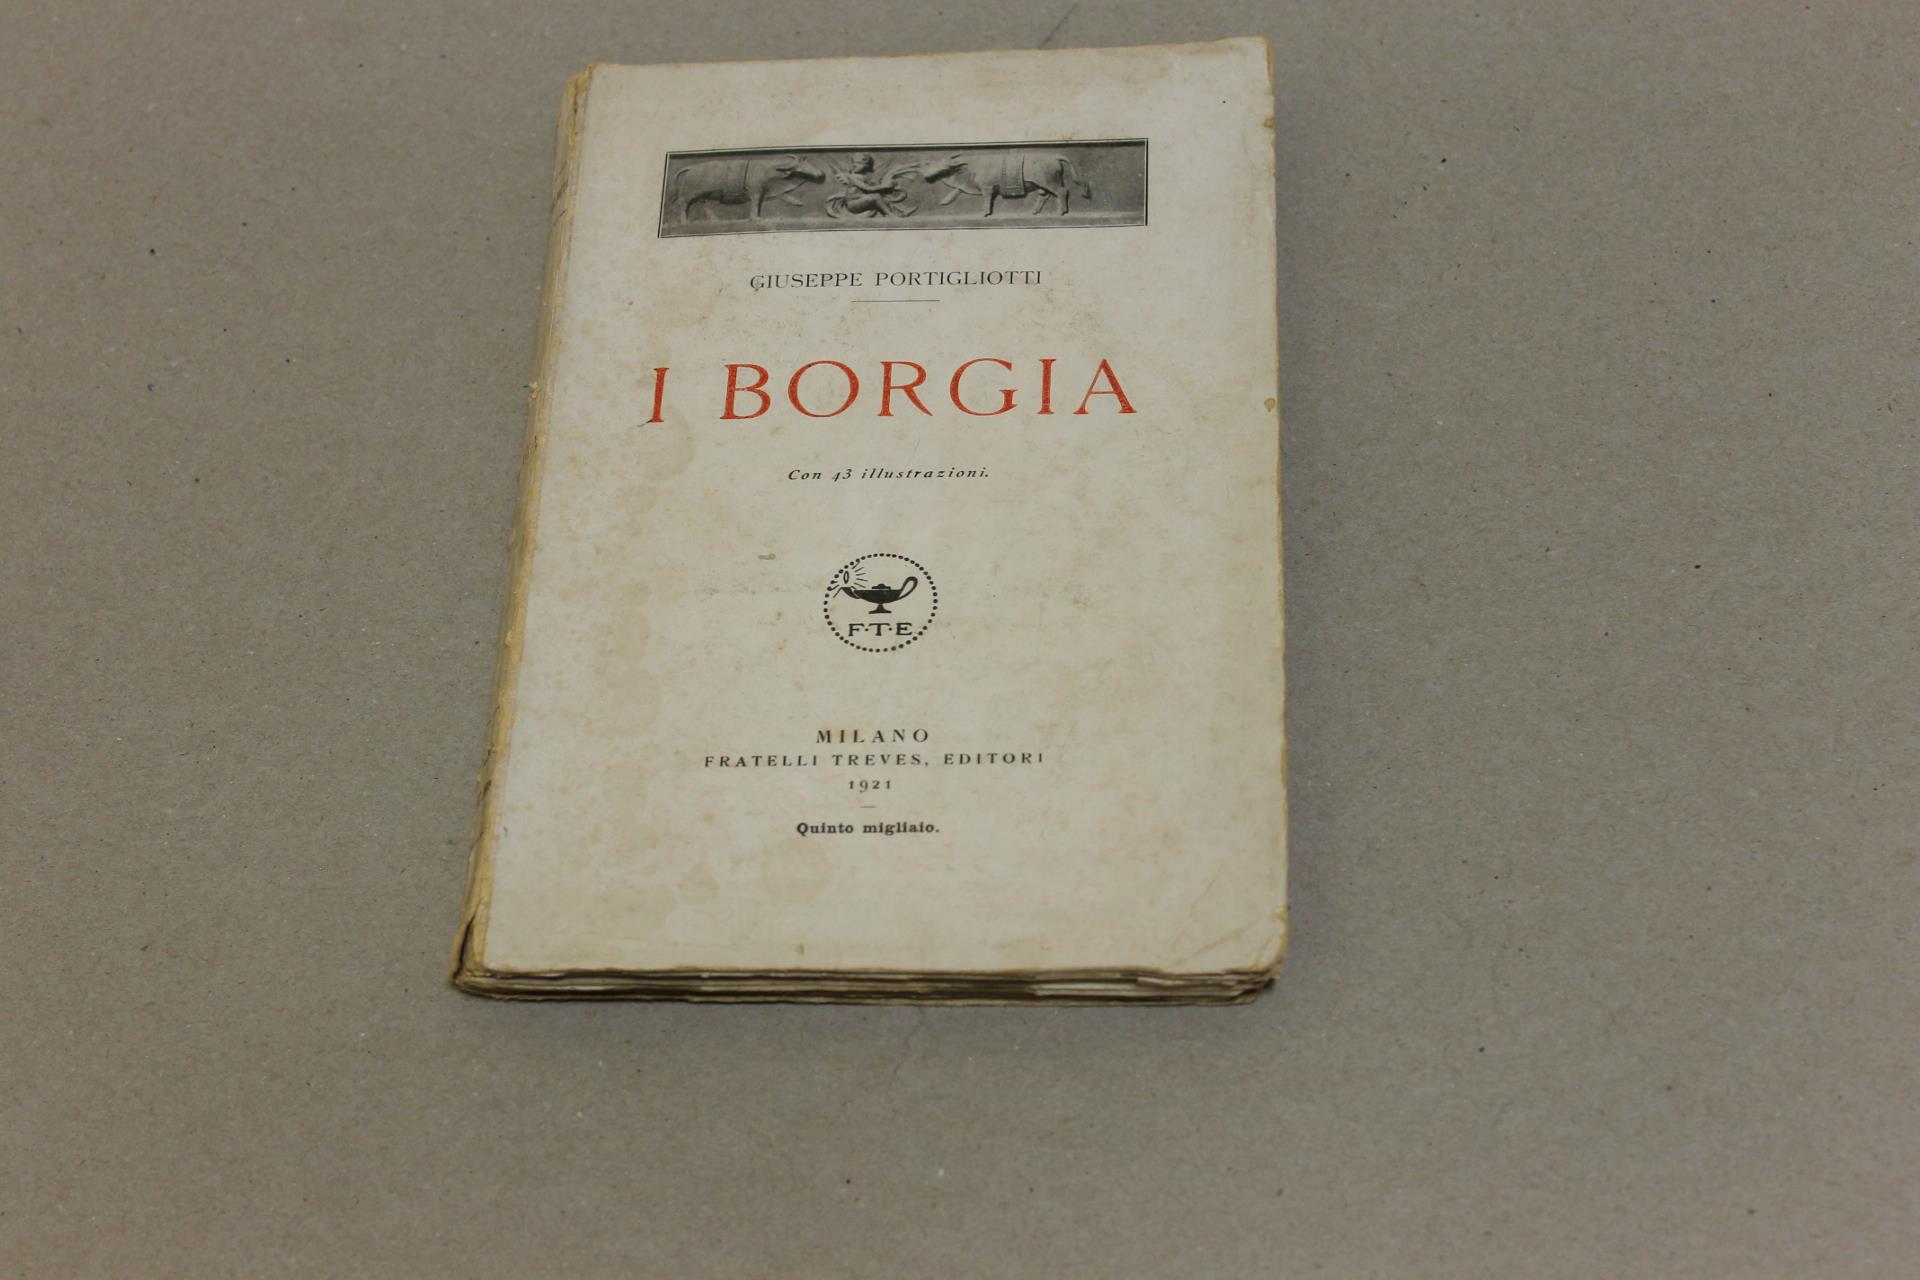 GIUSEPPE PORTIGLIOTTI
I BORGIA
Con 43 illustrazioni.
F·T·E
MILANO
FRATELLI TREVES, EDITORI
1921
Quinto migliaio.